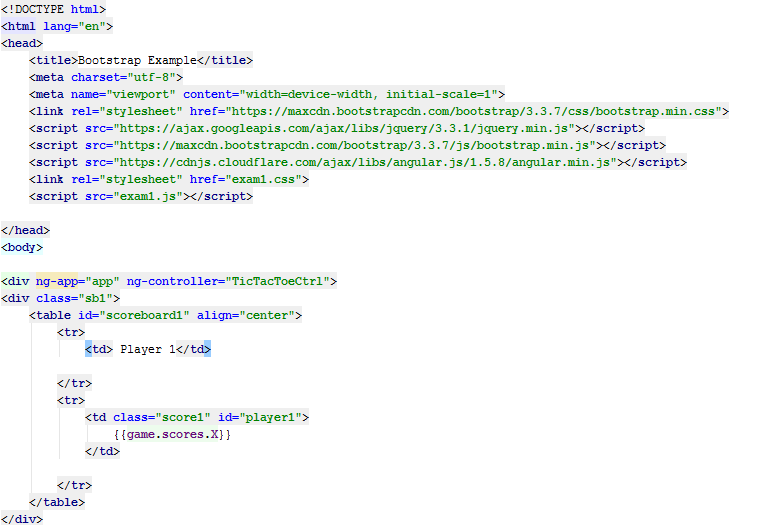 <!DOCTYPE html>
<html lang="en">
<head>
    <title>Bootstrap Example</title>
    <meta charset="utf-8">
    <meta name="viewport" content="width=device-width, initial-scale=1">
    <link rel="stylesheet" href="https://maxcdn.bootstrapcdn.com/bootstrap/3.3.7/css/bootstrap.min.css">
    <script src="https://ajax.googleapis.com/ajax/libs/jquery/3.3.1/jquery.min.js"></script>
    <script src="https://maxcdn.bootstrapcdn.com/bootstrap/3.3.7/js/bootstrap.min.js"></script>
    <script src="https://cdnjs.cloudflare.com/ajax/libs/angular.js/1.5.8/angular.min.js"></script>
    <link rel="stylesheet" href="exam1.css">
    <script src="exam1.js"></script>

</head>
<body>

<div ng-app="app" ng-controller="TicTacToeCtrl">
<div class="sb1">
    <table id="scoreboard1" align="center">
        <tr>
            <td> Player 1</td>

        </tr>
        <tr>
            <td class="score1" id="player1">
                {{game.scores.X}}
            </td>

        </tr>
    </table>
</div>